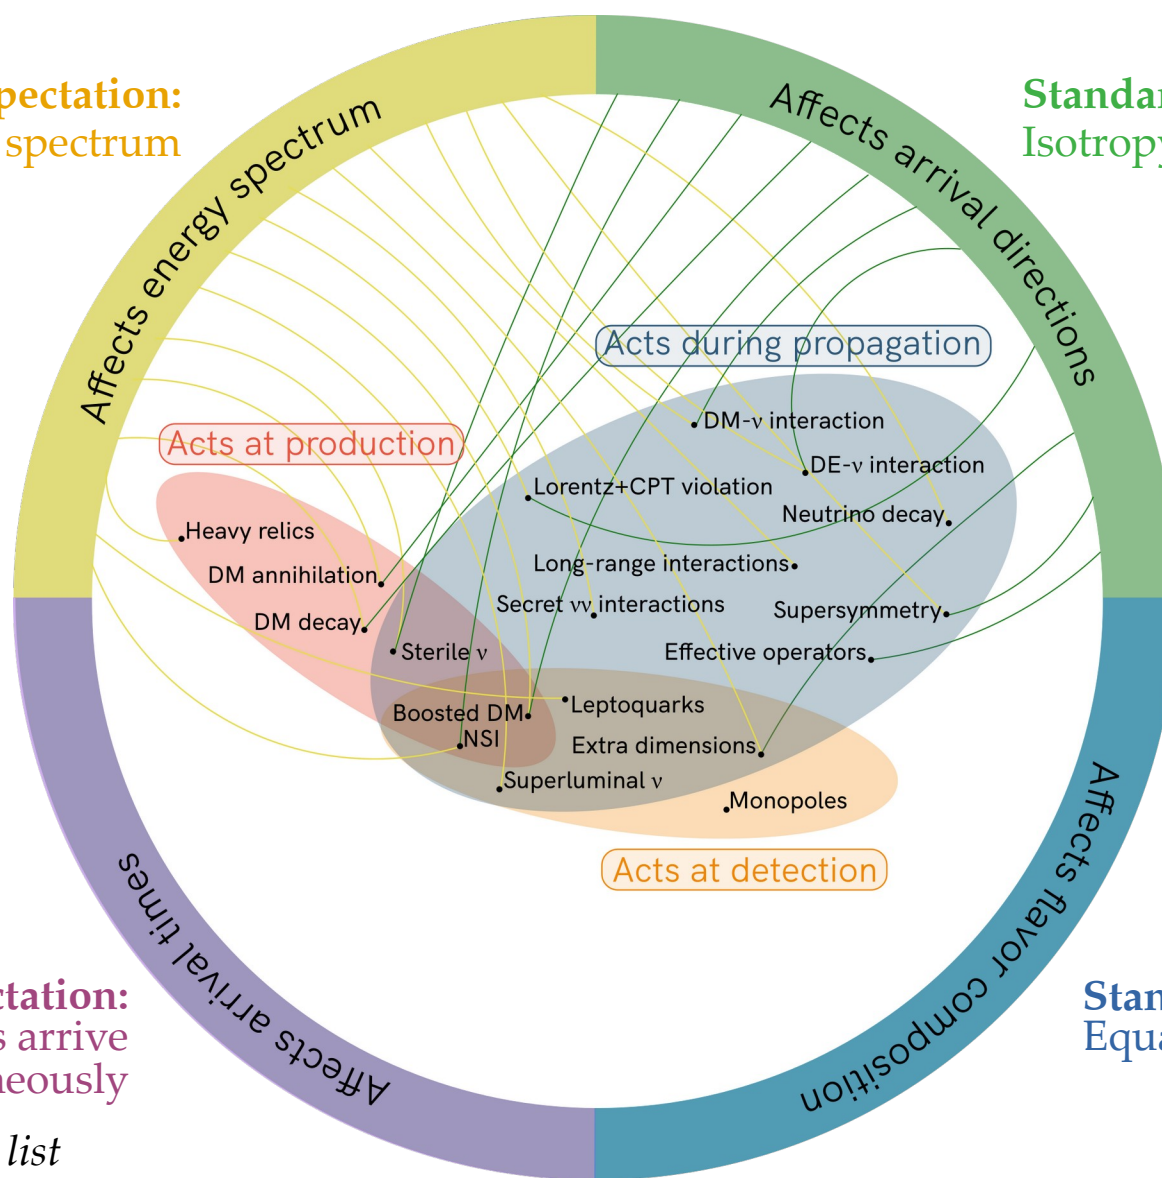 pectation:
spectrum
Standar
Isotropy
Affects energy spectrum
Affects arrival directions
Acts during propagation
Acts at production
DM-ν interaction
DE-ν interaction
Lorentz+CPT violation
Neutrino decay
Heavy relics
Long-range interactions
DM annihilation
Secret νν interactions
Supersymmetry
DM decay
Sterile ν
Effective operators
Leptoquarks
Boosted DM
NSI
Extra dimensions
Superluminal ν
Monopoles
Acts at detection
Affects arrival times
Affects flavor composition
ctation:
s arrive
neously
list
Stan
Equa